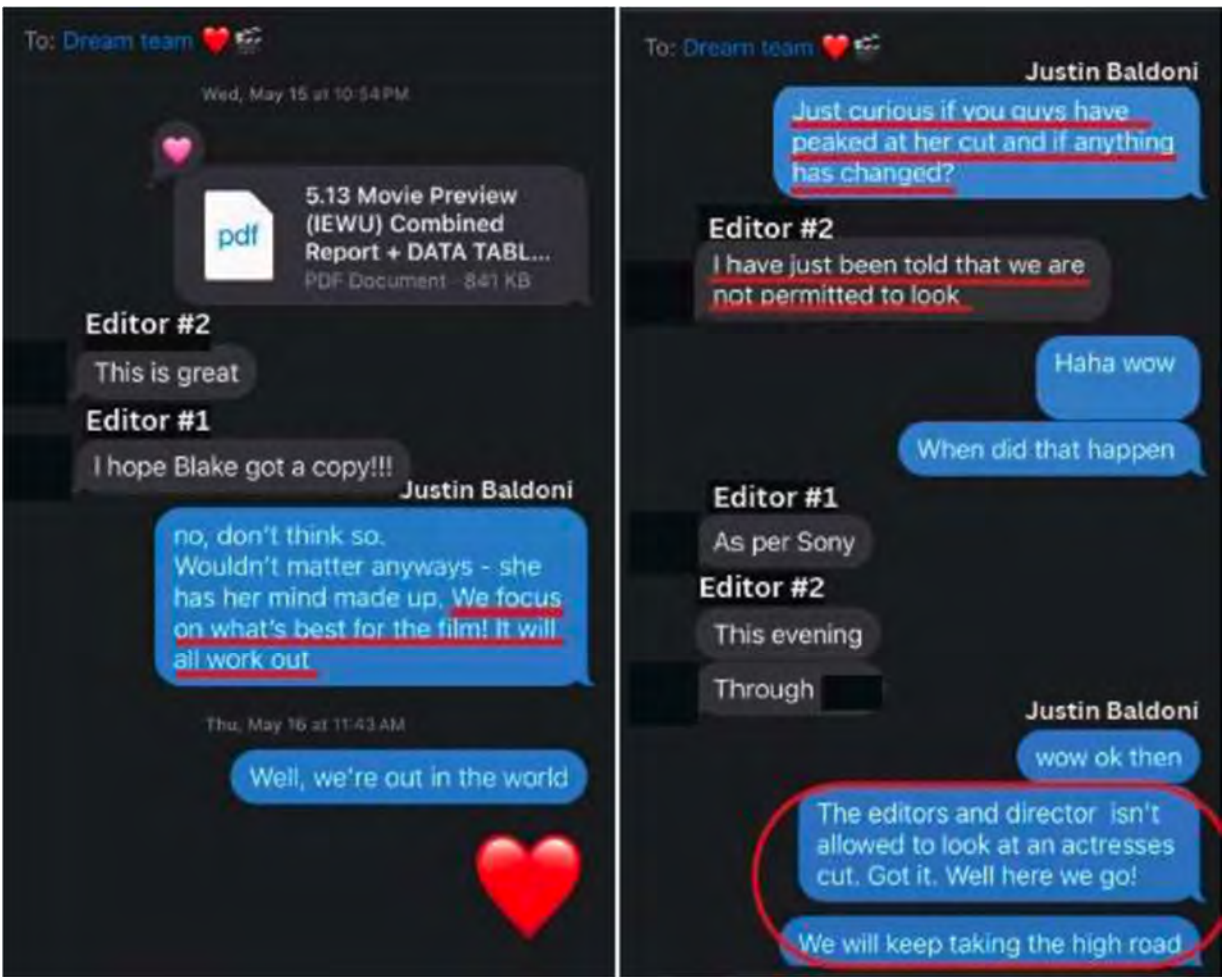 To: Dream team ❤️🎬
Wed, May 15 at 10:54 PM
pdf
5.13 Movie Preview
(IEWU) Combined
Report + DATA TABL...
PDF Document · 841 KB
Editor #2
This is great
Editor #1
I hope Blake got a copy!!!
Justin Baldoni
no, don't think so.
Wouldn't matter anyways - she
has her mind made up. We focus
on what's best for the film! It will
all work out
Thu, May 16 at 11:43 AM
Well, we're out in the world
To: Dream team ❤️🎬
Justin Baldoni
Just curious if you guys have
peaked at her cut and if anything
has changed?
Editor #2
I have just been told that we are
not permitted to look
Haha wow
When did that happen
Editor #1
As per Sony
Editor #2
This evening
Through
Justin Baldoni
wow ok then
The editors and director isn't
allowed to look at an actresses
cut. Got it. Well here we go!
We will keep taking the high road